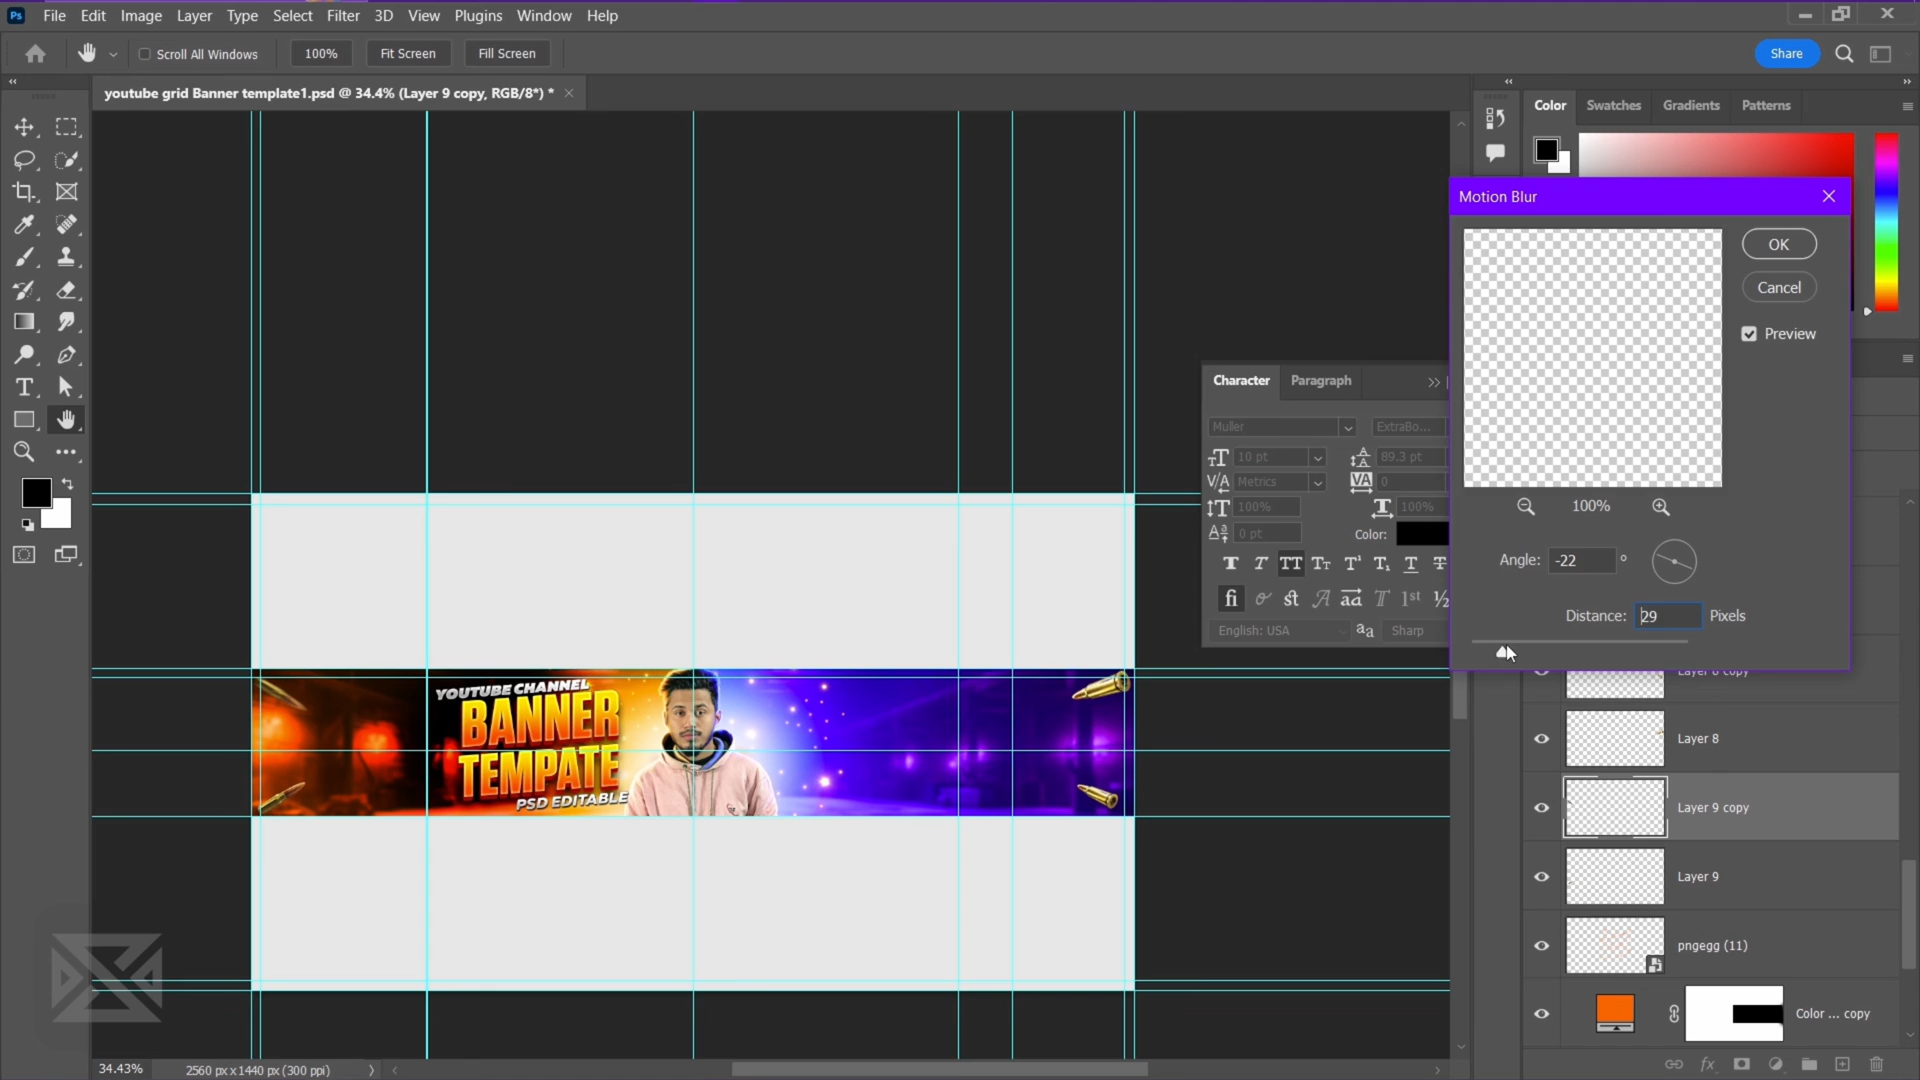 Ps File Edit Image Layer Type Select Filter 3D View Plugins Window Help
Scroll All Windows 100% Fit Screen Fill Screen Share
youtube grid Banner template1.psd @ 34.4% (Layer 9 copy, RGB/8*) *
Color Swatches Gradients Patterns
Motion Blur
OK
Cancel
Preview
100%
Angle: -22 °
Distance: 29 Pixels
Character Paragraph
Muller ExtraBo...
10 pt 89.3 pt
Metrics 0
100% 100%
0 pt Color:
English: USA Sharp
YOUTUBE CHANNEL
BANNER
TEMPATE
PSD EDITABLE
Layer 8 copy
Layer 8
Layer 9 copy
Layer 9
pngegg (11)
Color ... copy
34.43% 2560 px x 1440 px (300 ppi)